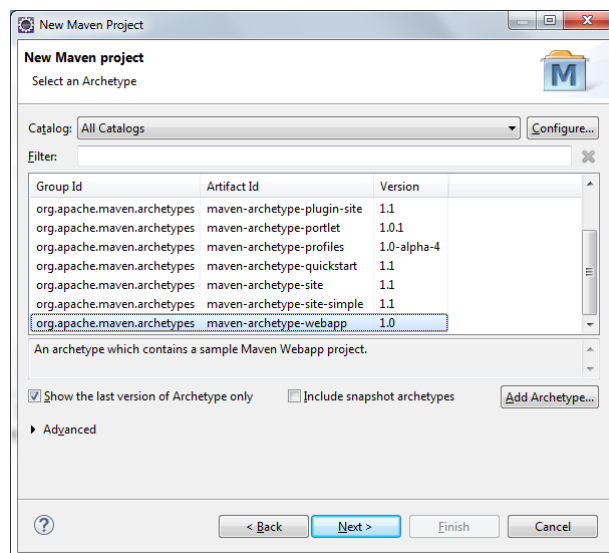 New Maven Project
New Maven project
Select an Archetype
M
Catalog: All Catalogs Configure...
Filter:
Group Id Artifact Id Version
org.apache.maven.archetypes maven-archetype-plugin-site 1.1
org.apache.maven.archetypes maven-archetype-portlet 1.0.1
org.apache.maven.archetypes maven-archetype-profiles 1.0-alpha-4
org.apache.maven.archetypes maven-archetype-quickstart 1.1
org.apache.maven.archetypes maven-archetype-site 1.1
org.apache.maven.archetypes maven-archetype-site-simple 1.1
org.apache.maven.archetypes maven-archetype-webapp 1.0
An archetype which contains a sample Maven Webapp project.
Show the last version of Archetype only Include snapshot archetypes Add Archetype...
Advanced
? < Back Next > Finish Cancel